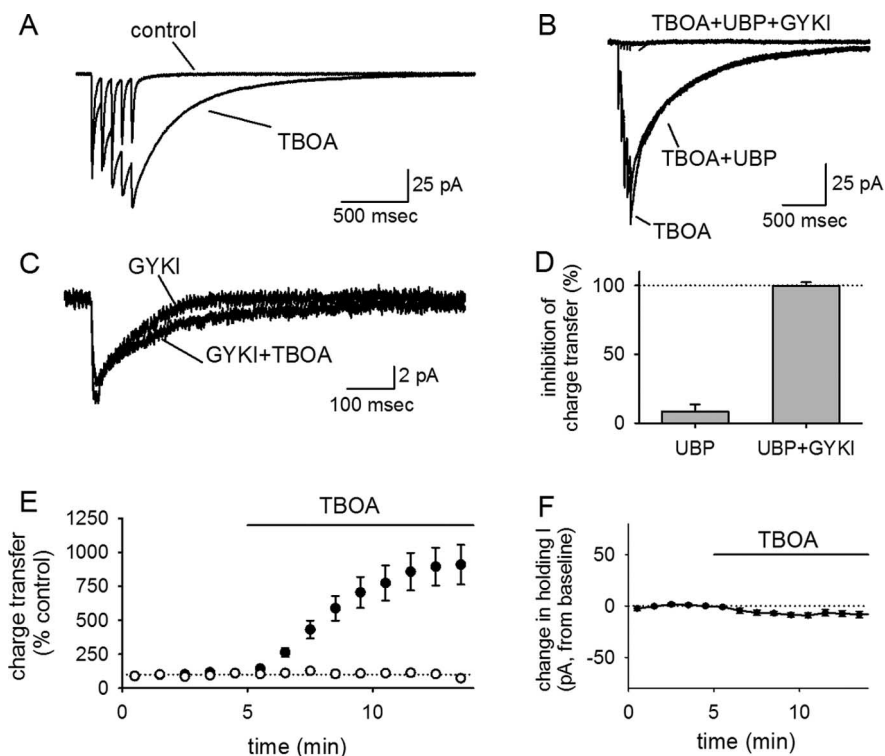 A
control
TBOA
25 pA
500 msec
B
TBOA+UBP+GYKI
TBOA+UBP
TBOA
25 pA
500 msec
C
GYKI
GYKI+TBOA
2 pA
100 msec
D
inhibition of
charge transfer (%)
100
50
0
UBP
UBP+GYKI
E
TBOA
charge transfer
(% control)
1250
1000
750
500
250
0
0
5
10
time (min)
F
TBOA
change in holding I
(pA, from baseline)
50
0
-50
0
5
10
time (min)